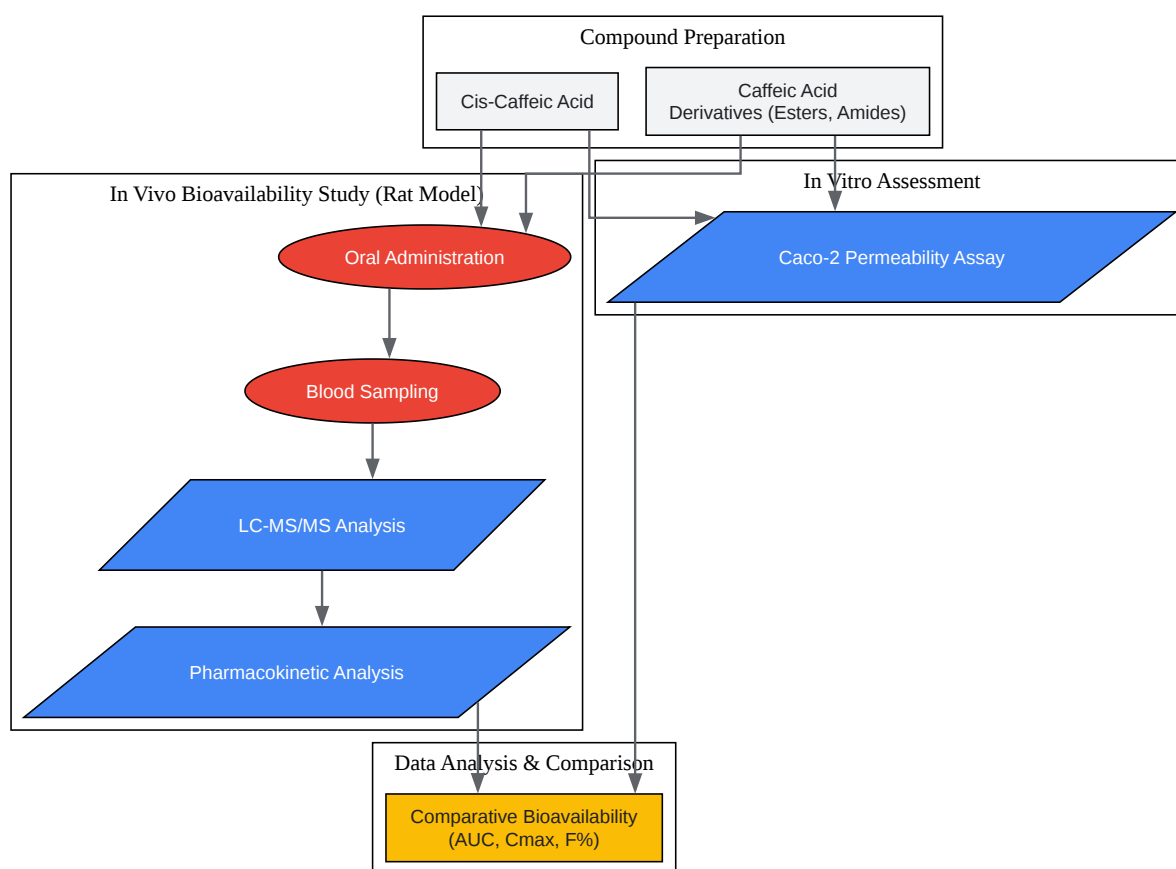 Compound Preparation
Cis-Caffeic Acid
Caffeic Acid
Derivatives (Esters, Amides)
In Vivo Bioavailability Study (Rat Model)
In Vitro Assessment
Oral Administration
Caco-2 Permeability Assay
Blood Sampling
LC-MS/MS Analysis
Pharmacokinetic Analysis
Data Analysis & Comparison
Comparative Bioavailability
(AUC, Cmax, F%)